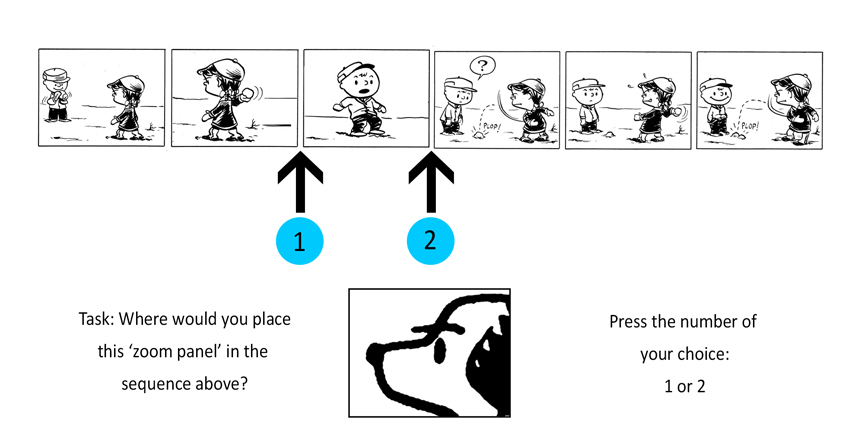 ?
PLOP!
PLOP!
1
2
Task: Where would you place
this ‘zoom panel’ in the
sequence above?
Press the number of
your choice:
1 or 2